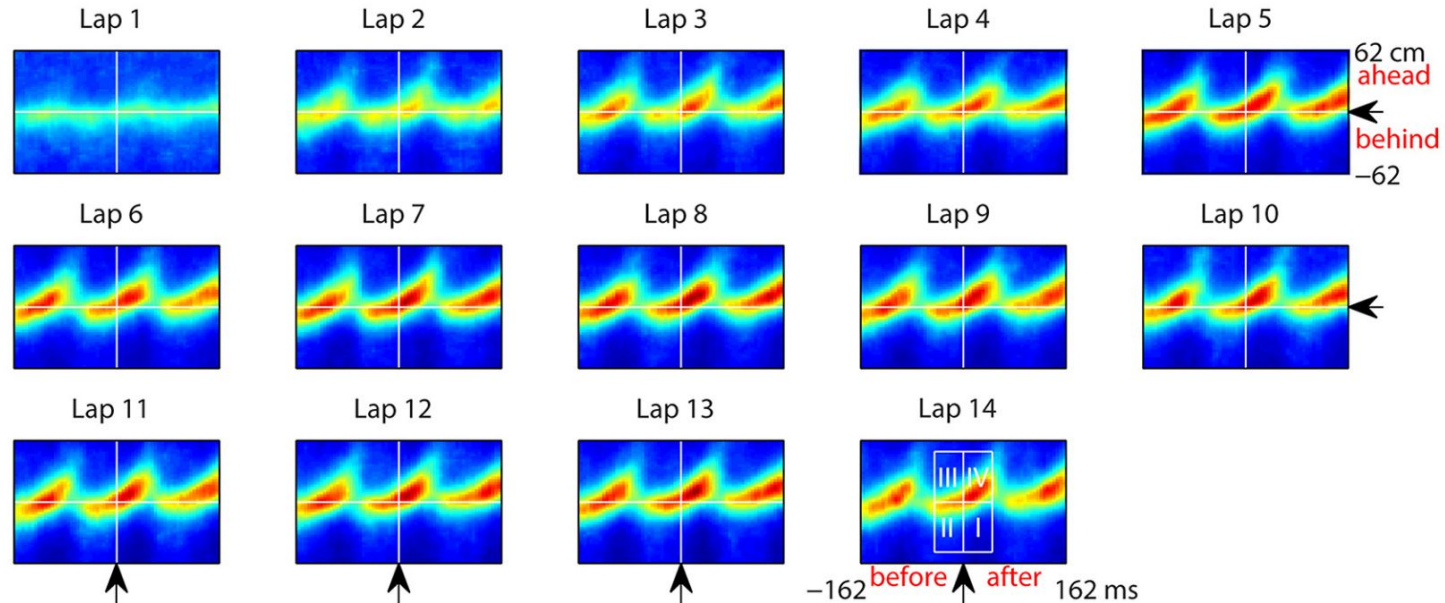 Lap 1 Lap 2 Lap 3 Lap 4 Lap 5
62 cm
ahead
behind
−62
Lap 6 Lap 7 Lap 8 Lap 9 Lap 10
Lap 11 Lap 12 Lap 13 Lap 14
III IV
II I
−162 before after 162 ms